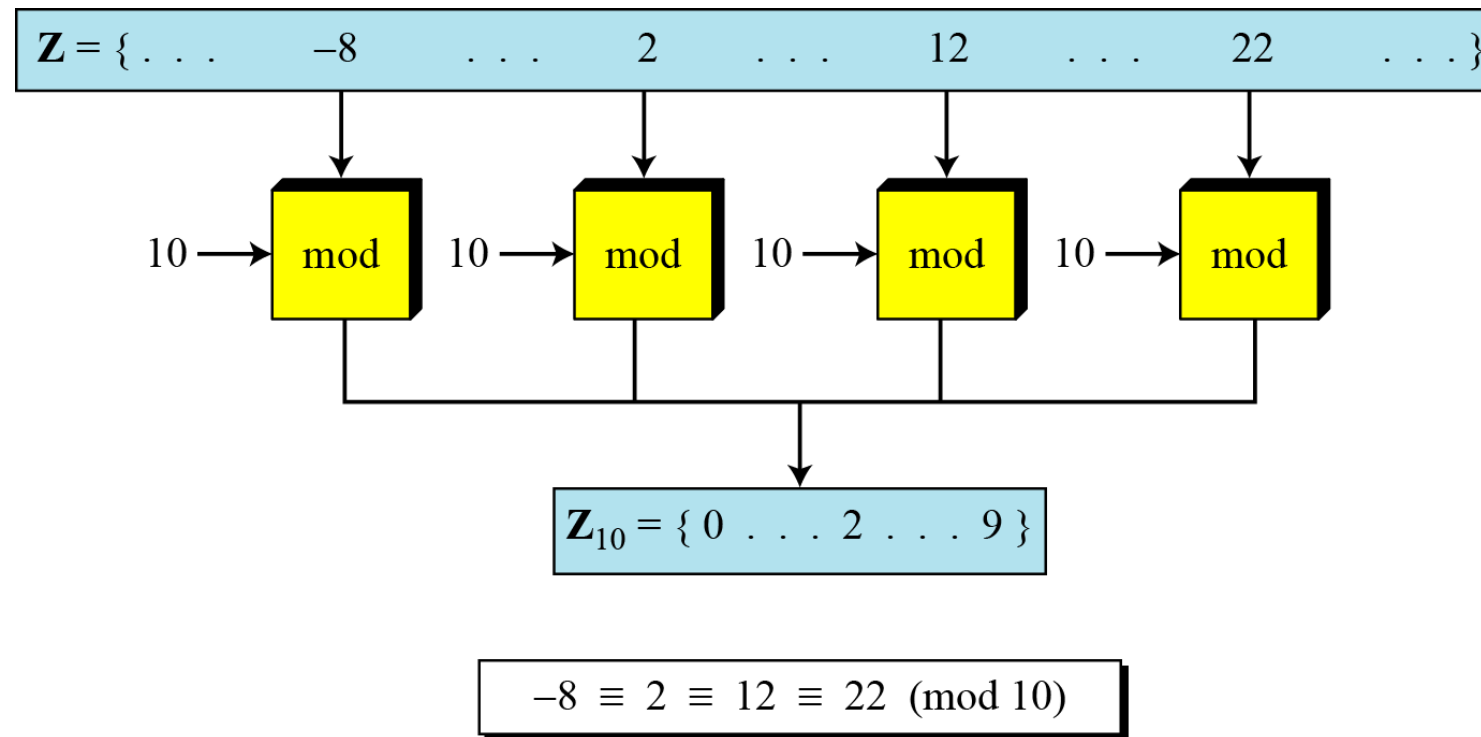 Z = { . . . −8 . . . 2 . . . 12 . . . 22 . . . }
10 mod 10 mod 10 mod 10 mod
Z₁₀ = { 0 . . . 2 . . . 9 }
−8 ≡ 2 ≡ 12 ≡ 22 (mod 10)